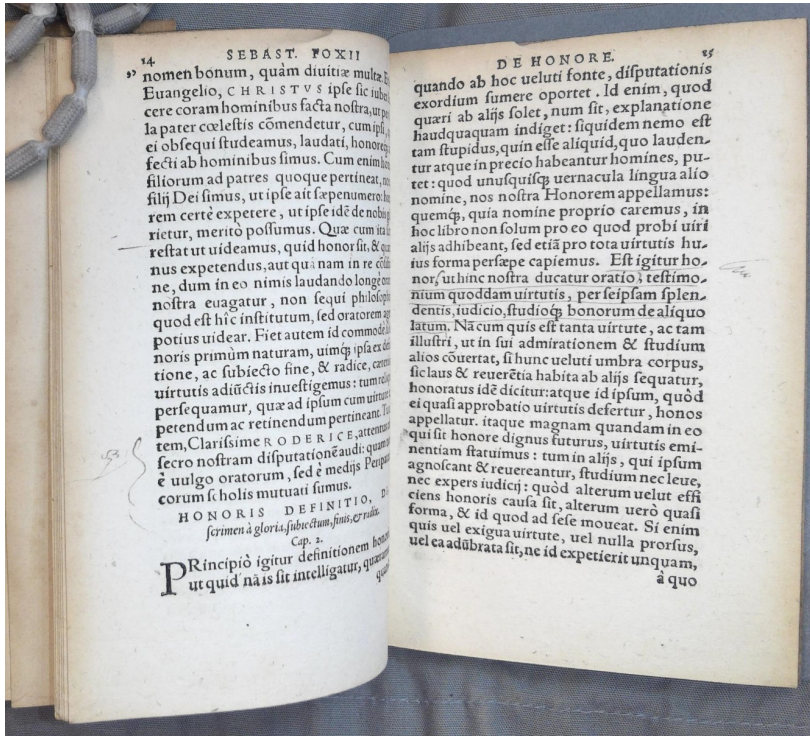 14 SEBAST. FOXII
” nomen bonum, quàm diuitiæ multæ.
Euangelio, CHRISTVS ipse sic
cere coram hominibus facta nostra, ut
la pater cœlestis cōmendetur, cum ipsi,
ei obsequi studeamus, laudati,
fecti ab hominibus simus. Cum enim
filiorum ad patres quoque pertineat,
filij Dei simus, ut ipse ait sæpenumero:
rem certè expetere, ut ipse idē de nobis
rietur, meritò possumus. Quæ cum ita
restat ut uideamus, quid honor sit, &
nus expetendus, aut quinam in re
ne, dum in eo nimis laudando longè
nostra euagatur, non sequi
quod est hîc institutum, sed oratorem
potius uidear. Fiet autem id commodè,
noris primùm naturam, uimq́; ipsa ex
tione, ac subiecto fine, & radice,
uirtutis adiūctis inuestigemus: tum
persequamur, quæ ad ipsum cum
petendum ac retinendum pertineant.
tem, Clarissime RODERICE, attentus
secro nostram disputationē audi:
è uulgo oratorum, sed è medijs
corum scholis mutuati sumus.
HONORIS DEFINITIO,
scrimen à gloria, subiectum, finis, & radix.
Cap. 2.
PRincipiò igitur definitionem
ut quid nā is sit intelligatur,
DE HONORE. 15
quando ab hoc ueluti fonte, disputationis
exordium sumere oportet. Id enim, quod
quæri ab alijs solet, num sit, explanatione
haudquaquam indiget: siquidem nemo est
tam stupidus, quin esse aliquid, quo lauden-
tur atque in precio habeantur homines, pu-
tet: quod unusquisq; uernacula lingua alio
nomine, nos nostra Honorem appellamus:
quemq́;, quia nomine proprio caremus, in
hoc libro non solum pro eo quod probi uiri
alijs adhibeant, sed etiā pro tota uirtutis hu-
ius forma persæpe capiemus. Est igitur ho-
nor, ut hinc nostra ducatur oratio, testimo-
nium quoddam uirtutis, per seipsam splen-
dentis, iudicio, studioq́; bonorum de aliquo
latum. Nā cum quis est tanta uirtute, ac tam
illustri, ut in sui admirationem & studium
alios cōuertat, si hunc ueluti umbra corpus,
sic laus & reuerētia habita ab alijs sequatur,
honoratus idē dicitur: atque id ipsum, quòd
ei quasi approbatio uirtutis defertur, honos
appellatur. itaque magnam quandam in eo
qui sit honore dignus futurus, uirtutis emi-
nentiam statuimus: tum in alijs, qui ipsum
agnoscant & reuereantur, studium nec leue,
nec expers iudicij: quòd alterum uelut effi
ciens honoris causa sit, alterum uerò quasi
forma, & id quod ad sese moueat. Si enim
quis uel exigua uirtute, uel nulla prorsus,
uel ea adūbrata sit, ne id expetierit unquam,
à quo